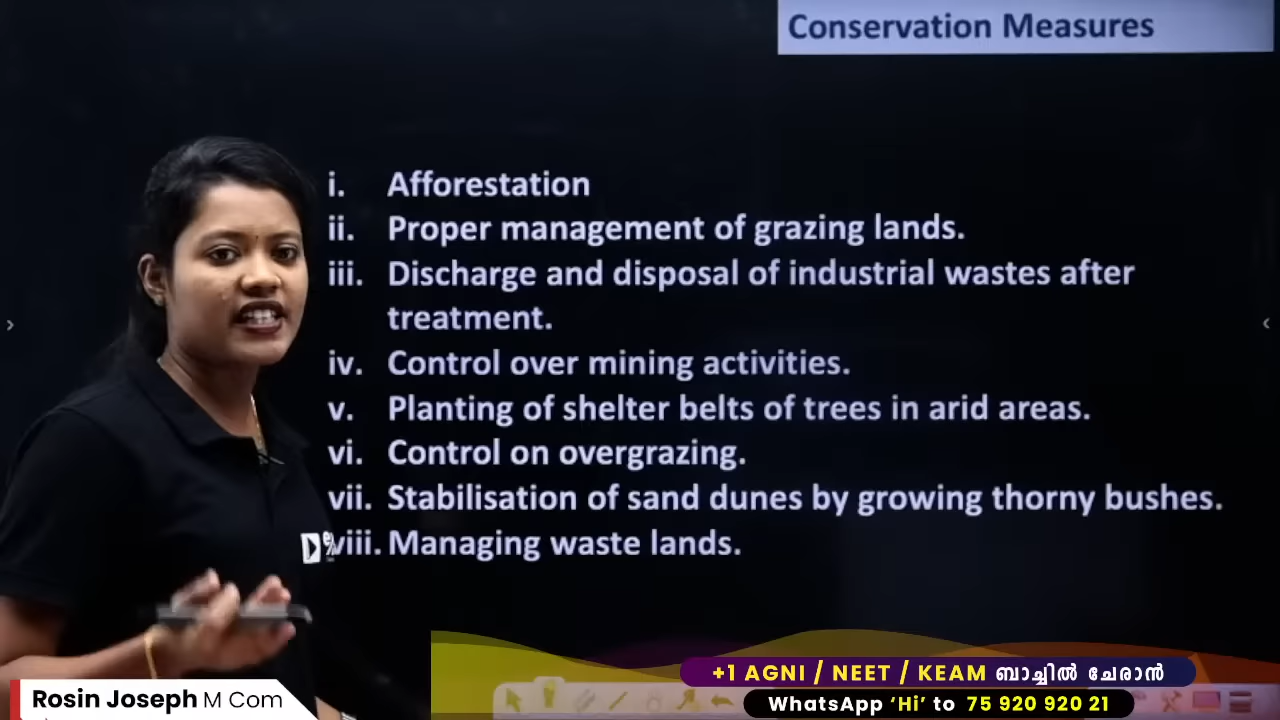 Conservation Measures
i. Afforestation
ii. Proper management of grazing lands.
iii. Discharge and disposal of industrial wastes after
treatment.
iv. Control over mining activities.
v. Planting of shelter belts of trees in arid areas.
vi. Control on overgrazing.
vii. Stabilisation of sand dunes by growing thorny bushes.
viii. Managing waste lands.
+1 AGNI / NEET / KEAM ബാച്ചിൽ ചേരാൻ
Rosin Joseph M Com
WhatsApp ‘Hi’ to 75 920 920 21